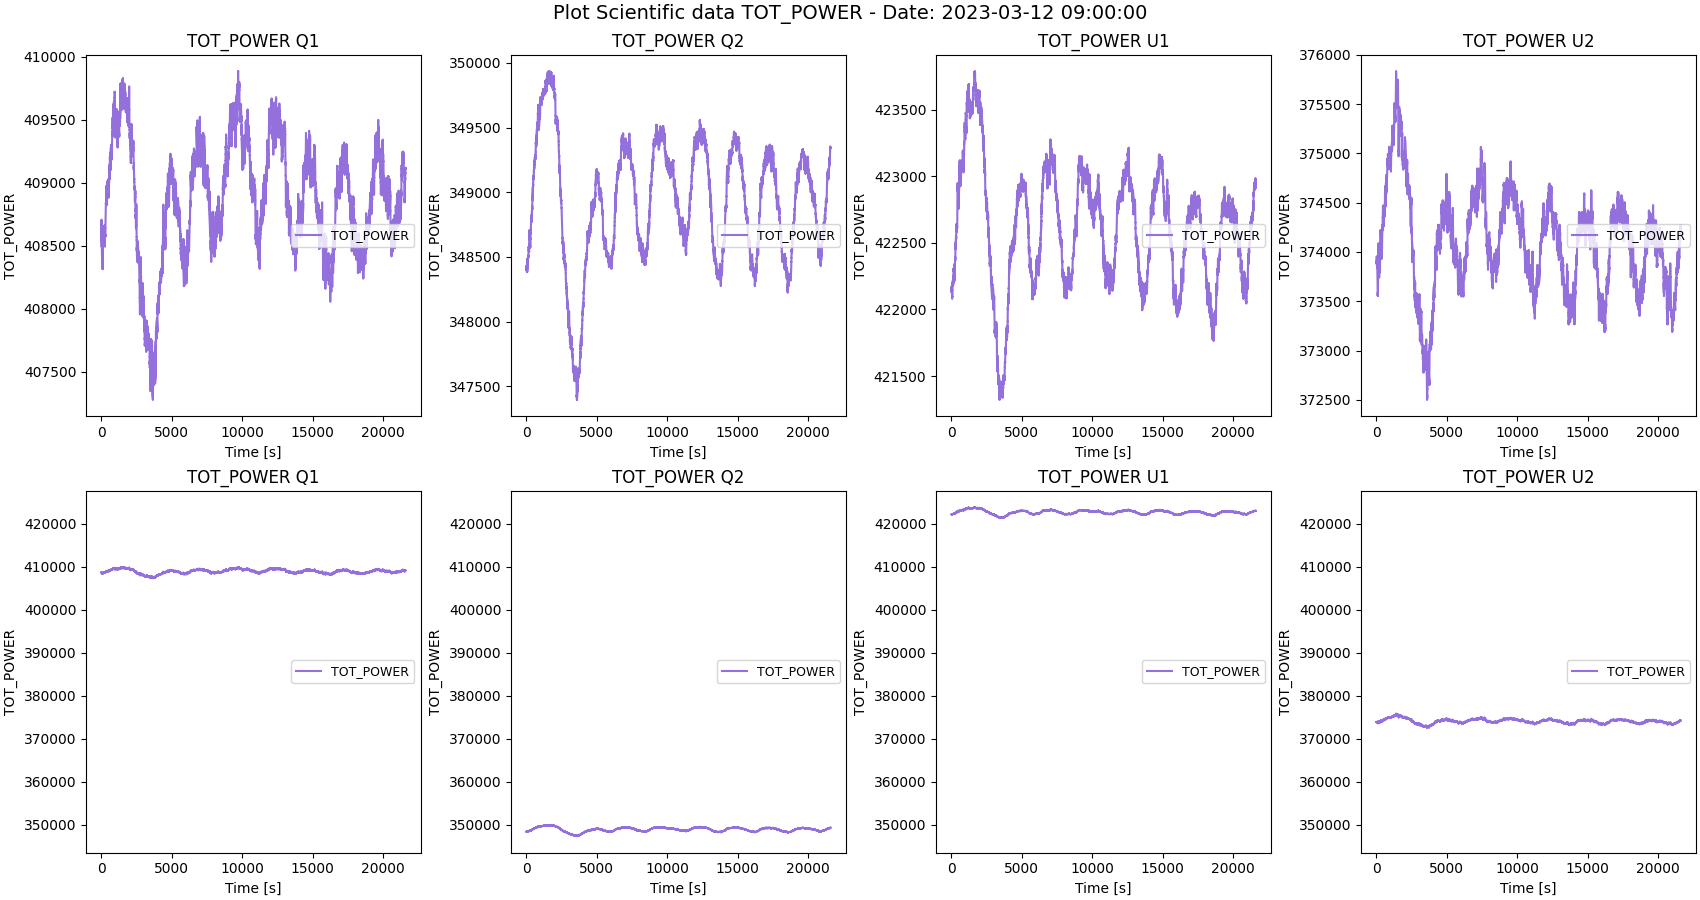 Plot Scientific data TOT_POWER - Date: 2023-03-12 09:00:00
TOT_POWER Q1
410000
409500
409000
408500
408000
407500
TOT_POWER
TOT_POWER
0 5000 10000 15000 20000
Time [s]
TOT_POWER Q2
350000
349500
349000
348500
348000
347500
TOT_POWER
TOT_POWER
0 5000 10000 15000 20000
Time [s]
TOT_POWER U1
423500
423000
422500
422000
421500
TOT_POWER
TOT_POWER
0 5000 10000 15000 20000
Time [s]
TOT_POWER U2
376000
375500
375000
374500
374000
373500
373000
372500
TOT_POWER
TOT_POWER
0 5000 10000 15000 20000
Time [s]
TOT_POWER Q1
420000
410000
400000
390000
380000
370000
360000
350000
TOT_POWER
TOT_POWER
0 5000 10000 15000 20000
Time [s]
TOT_POWER Q2
420000
410000
400000
390000
380000
370000
360000
350000
TOT_POWER
TOT_POWER
0 5000 10000 15000 20000
Time [s]
TOT_POWER U1
420000
410000
400000
390000
380000
370000
360000
350000
TOT_POWER
TOT_POWER
0 5000 10000 15000 20000
Time [s]
TOT_POWER U2
420000
410000
400000
390000
380000
370000
360000
350000
TOT_POWER
TOT_POWER
0 5000 10000 15000 20000
Time [s]